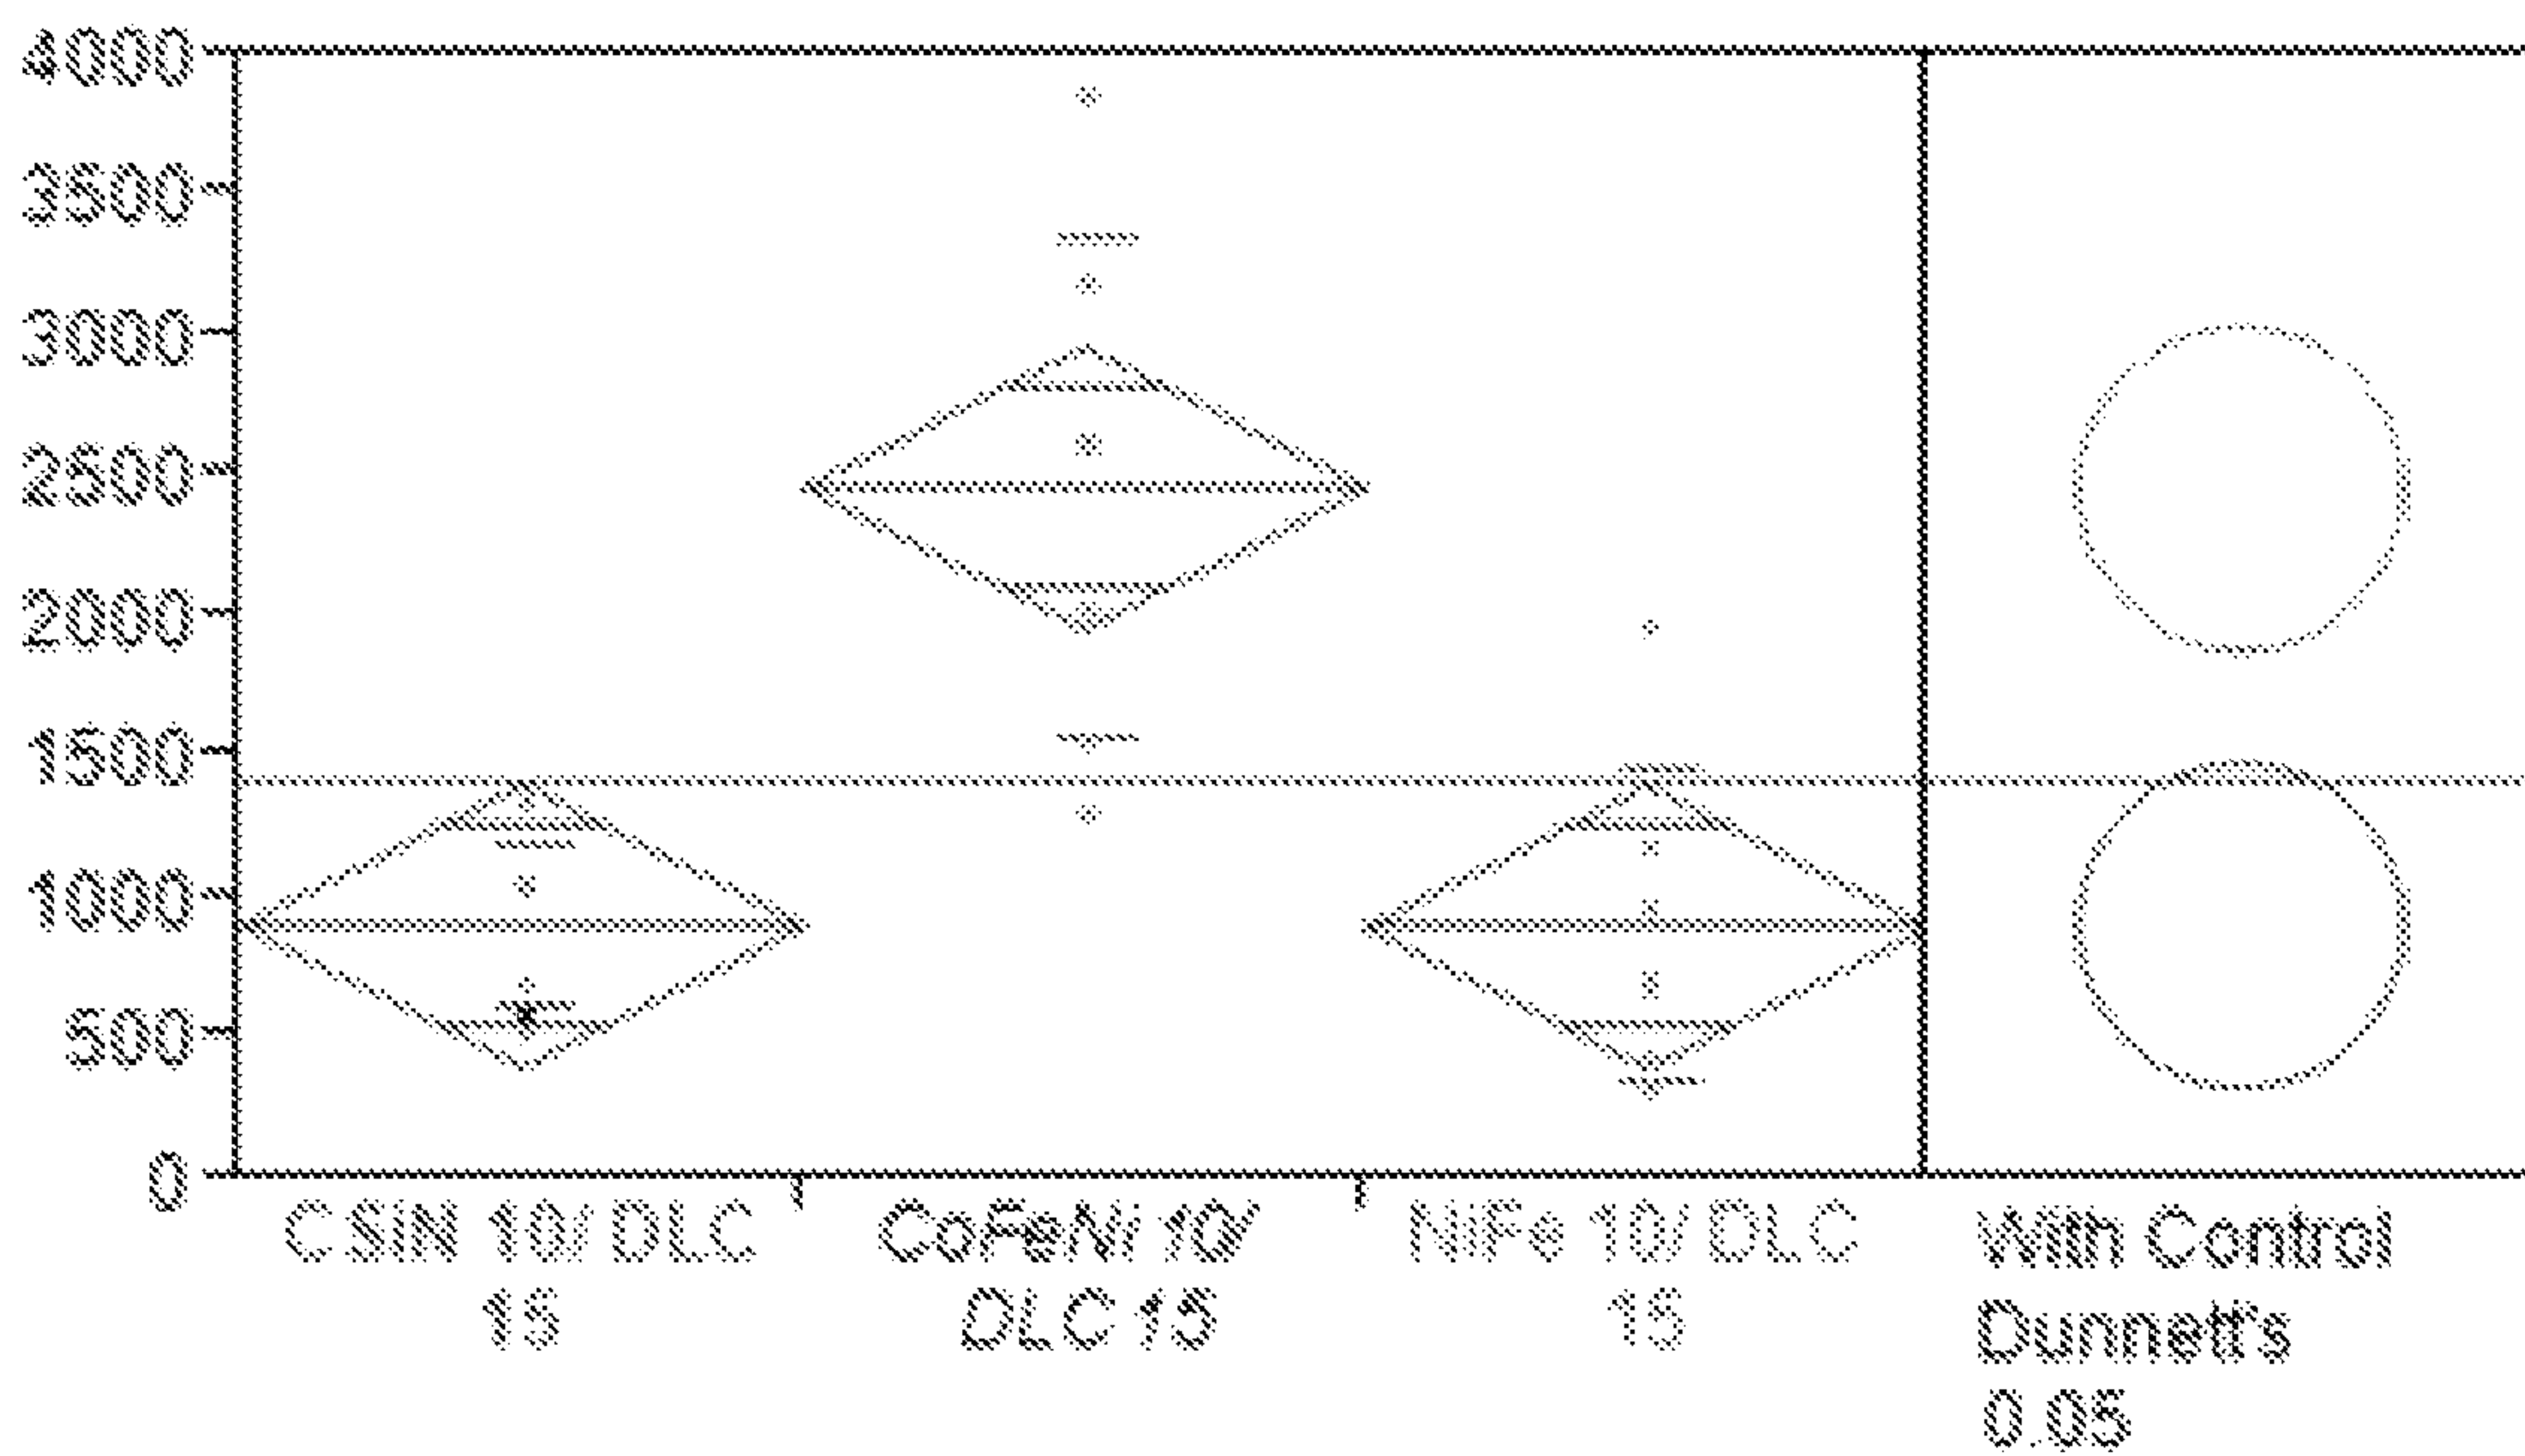 4000
3500
3000
2500
2000
1500
1000
500
0
CSiN 10/ DLC
15
CoFeNi 10/
DLC 15
NiFe 10/ DLC
15
With Control
Dunnett's
0.05